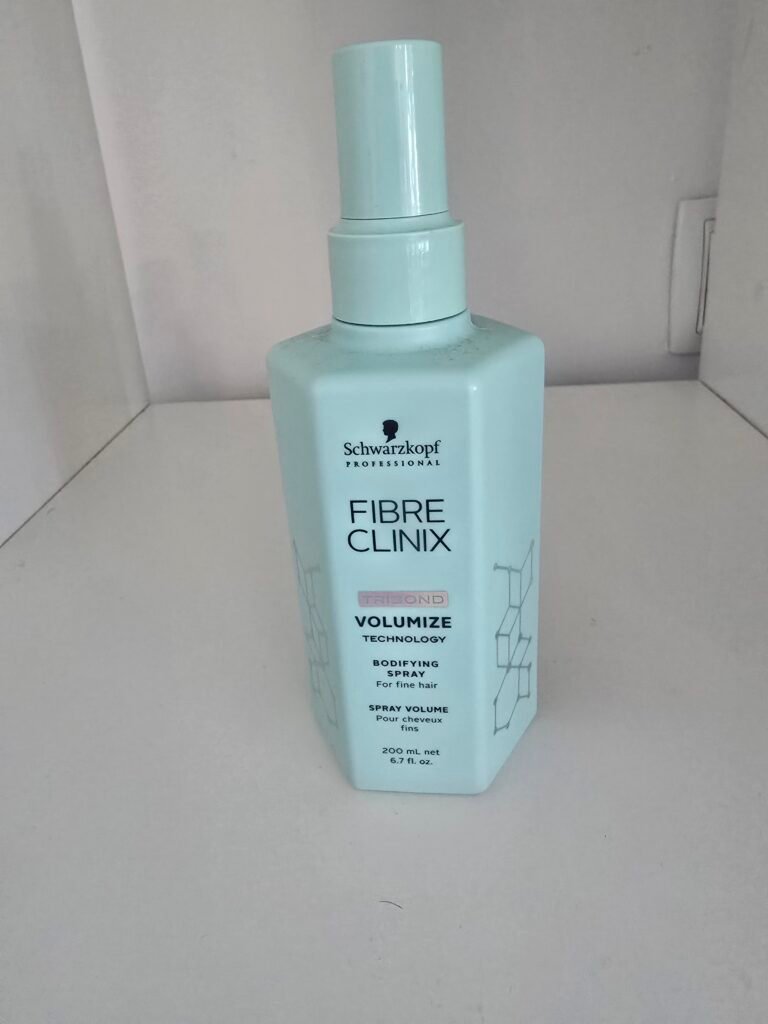 Schwarzkopf
PROFESSIONAL
FIBRE
CLINIX
TRIBOND
VOLUMIZE
TECHNOLOGY
BODIFYING
SPRAY
For fine hair
SPRAY VOLUME
Pour cheveux
fins
200 mL net
6.7 fl. oz.